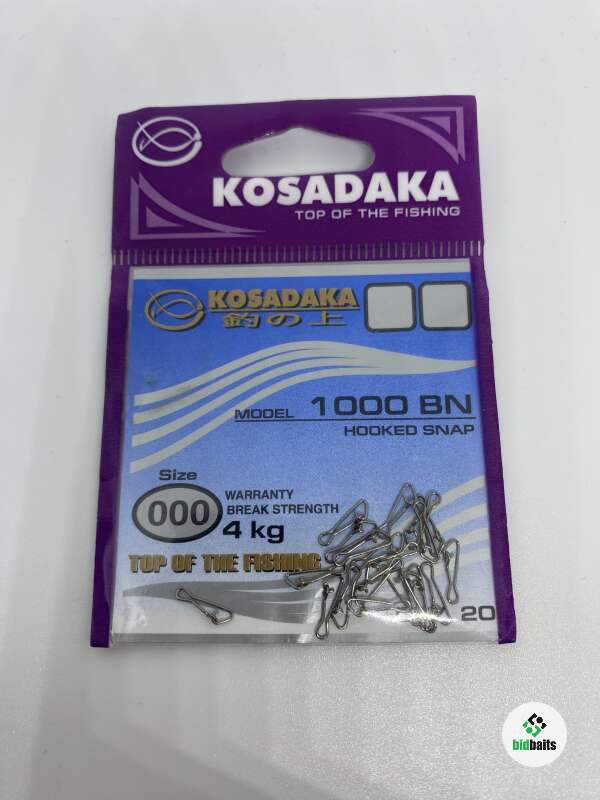 KOSADAKA
TOP OF THE FISHING
KOSADAKA
釣の上
MODEL 1000 BN
HOOKED SNAP
Size
000
WARRANTY
BREAK STRENGTH
4 kg
TOP OF THE FISHING
20
bidbaits